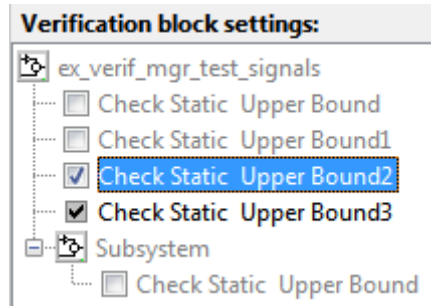 Verification block settings:
ex_verif_mgr_test_signals
Check Static Upper Bound
Check Static Upper Bound1
Check Static Upper Bound2
Check Static Upper Bound3
Subsystem
Check Static Upper Bound